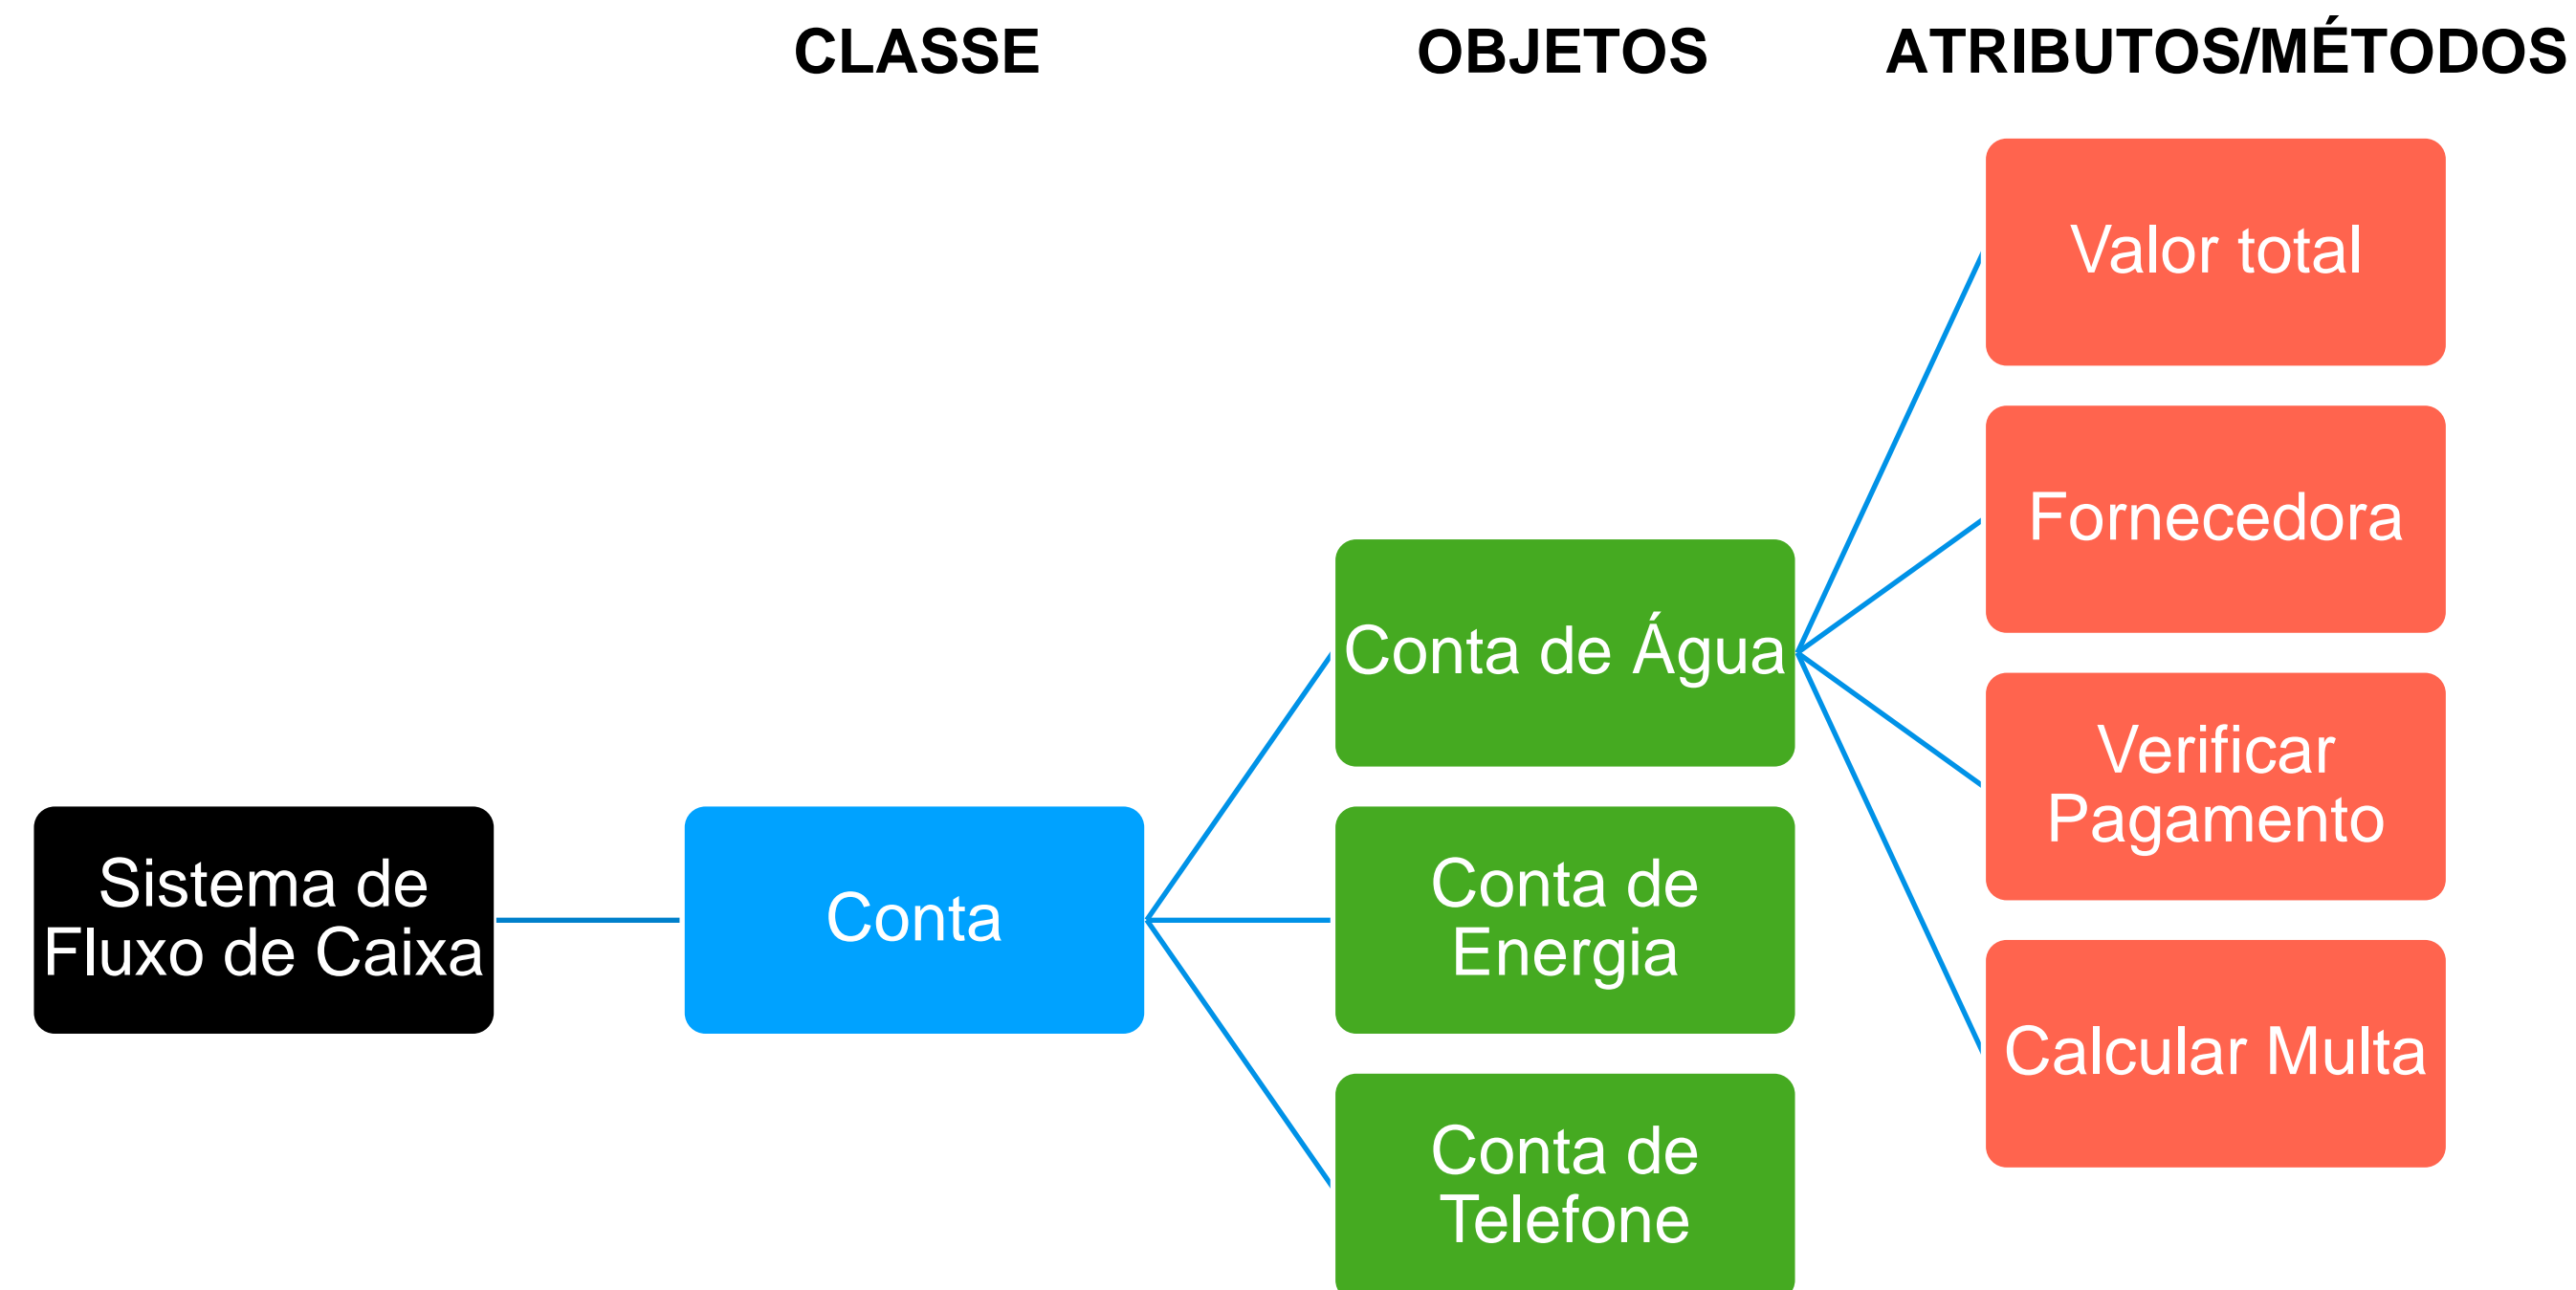 CLASSE
OBJETOS
ATRIBUTOS/MÉTODOS
Sistema de
Fluxo de Caixa
Conta
Conta de Água
Conta de
Energia
Conta de
Telefone
Valor total
Fornecedora
Verificar
Pagamento
Calcular Multa